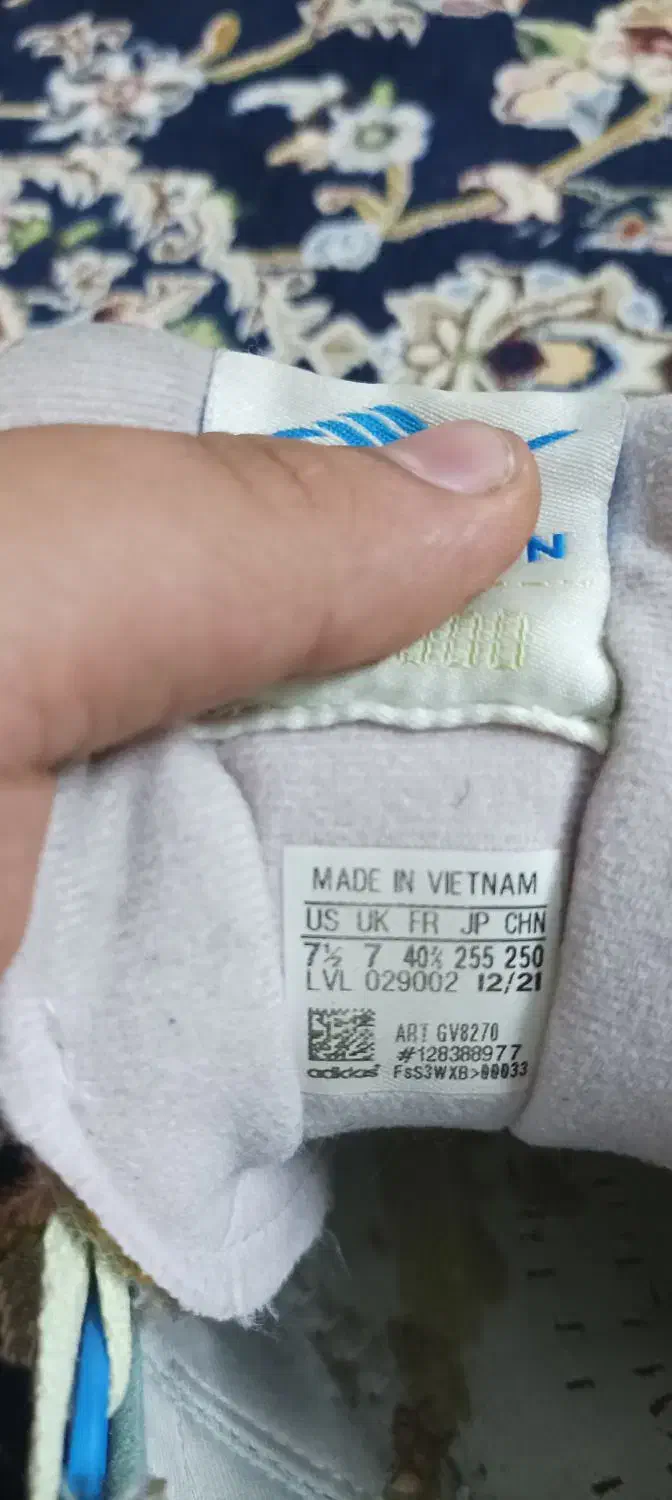 N
MADE IN VIETNAM
US UK FR JP CHN
7½ 7 40⅔ 255 250
LVL 029002 12/21
ART GV8270
#128388977
adidas FsS3WXB>00033